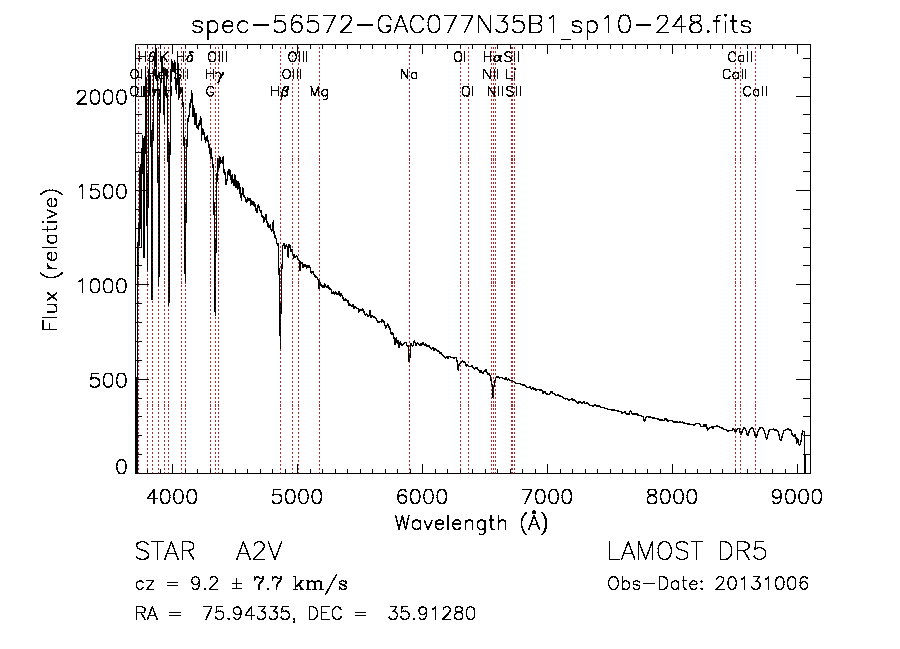 spec-56572-GAC077N35B1_sp10-248.fits
Hδ OIII OIII OI Hα SII CaII
Hγ OIII Na NII Li CaII
G Hβ Mg OI NII SII CaII
2000
1500
1000
500
0
Flux (relative)
4000 5000 6000 7000 8000 9000
Wavelength (Å)
STAR A2V LAMOST DR5
cz = 9.2 ± 7.7 km/s Obs-Date: 20131006
RA = 75.94335, DEC = 35.91280